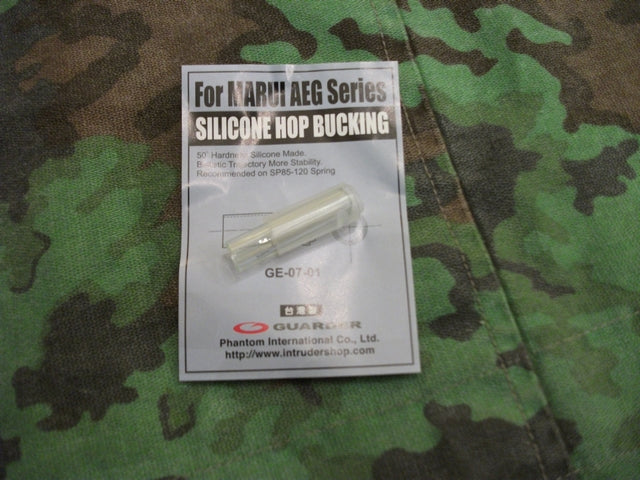 For MARUI AEG Series
SILICONE HOP BUCKING
50° Hardness Silicone Made.
Ballistic Trajectory More Stability.
Recommended on SP85-120 Spring
GE-07-01
台灣製
GUARDER
Phantom International Co., Ltd.
http://www.intrudershop.com